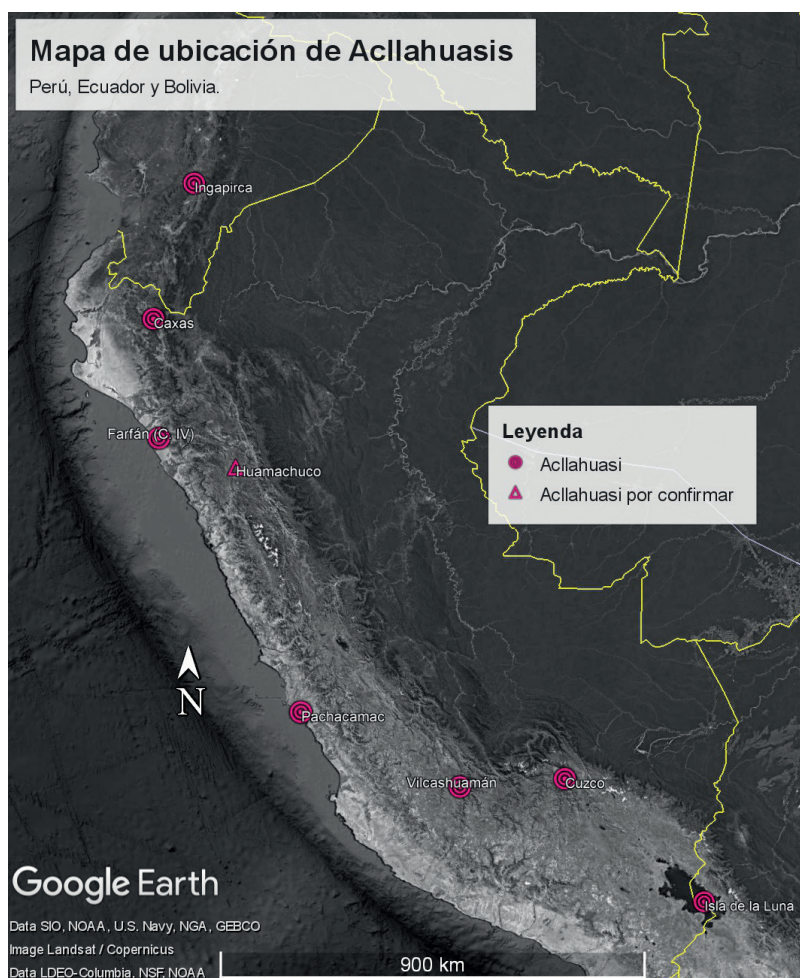 Mapa de ubicación de Acllahuasis
Perú, Ecuador y Bolivia.
Ingapirca
Caxas
Farfán (C. IV)
Huamachuco
Leyenda
Acllahuasi
Acllahuasi por confirmar
N
Pachacamac
Vilcashuamán
Cuzco
Isla de la Luna
Google Earth
Data SIO, NOAA, U.S. Navy, NGA, GEBCO
Image Landsat / Copernicus
Data LDEO-Columbia, NSF, NOAA
900 km